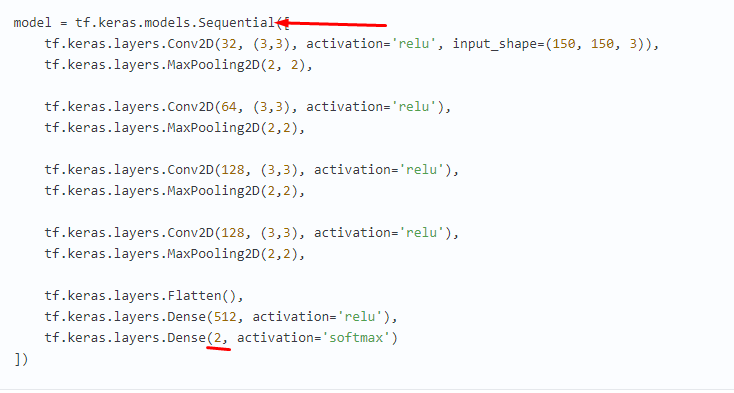 model = tf.keras.models.Sequential([
tf.keras.layers.Conv2D(32, (3,3), activation='relu', input_shape=(150, 150, 3)),
tf.keras.layers.MaxPooling2D(2, 2),
tf.keras.layers.Conv2D(64, (3,3), activation='relu'),
tf.keras.layers.MaxPooling2D(2,2),
tf.keras.layers.Conv2D(128, (3,3), activation='relu'),
tf.keras.layers.MaxPooling2D(2,2),
tf.keras.layers.Conv2D(128, (3,3), activation='relu'),
tf.keras.layers.MaxPooling2D(2,2),
tf.keras.layers.Flatten(),
tf.keras.layers.Dense(512, activation='relu'),
tf.keras.layers.Dense(2, activation='softmax')
])